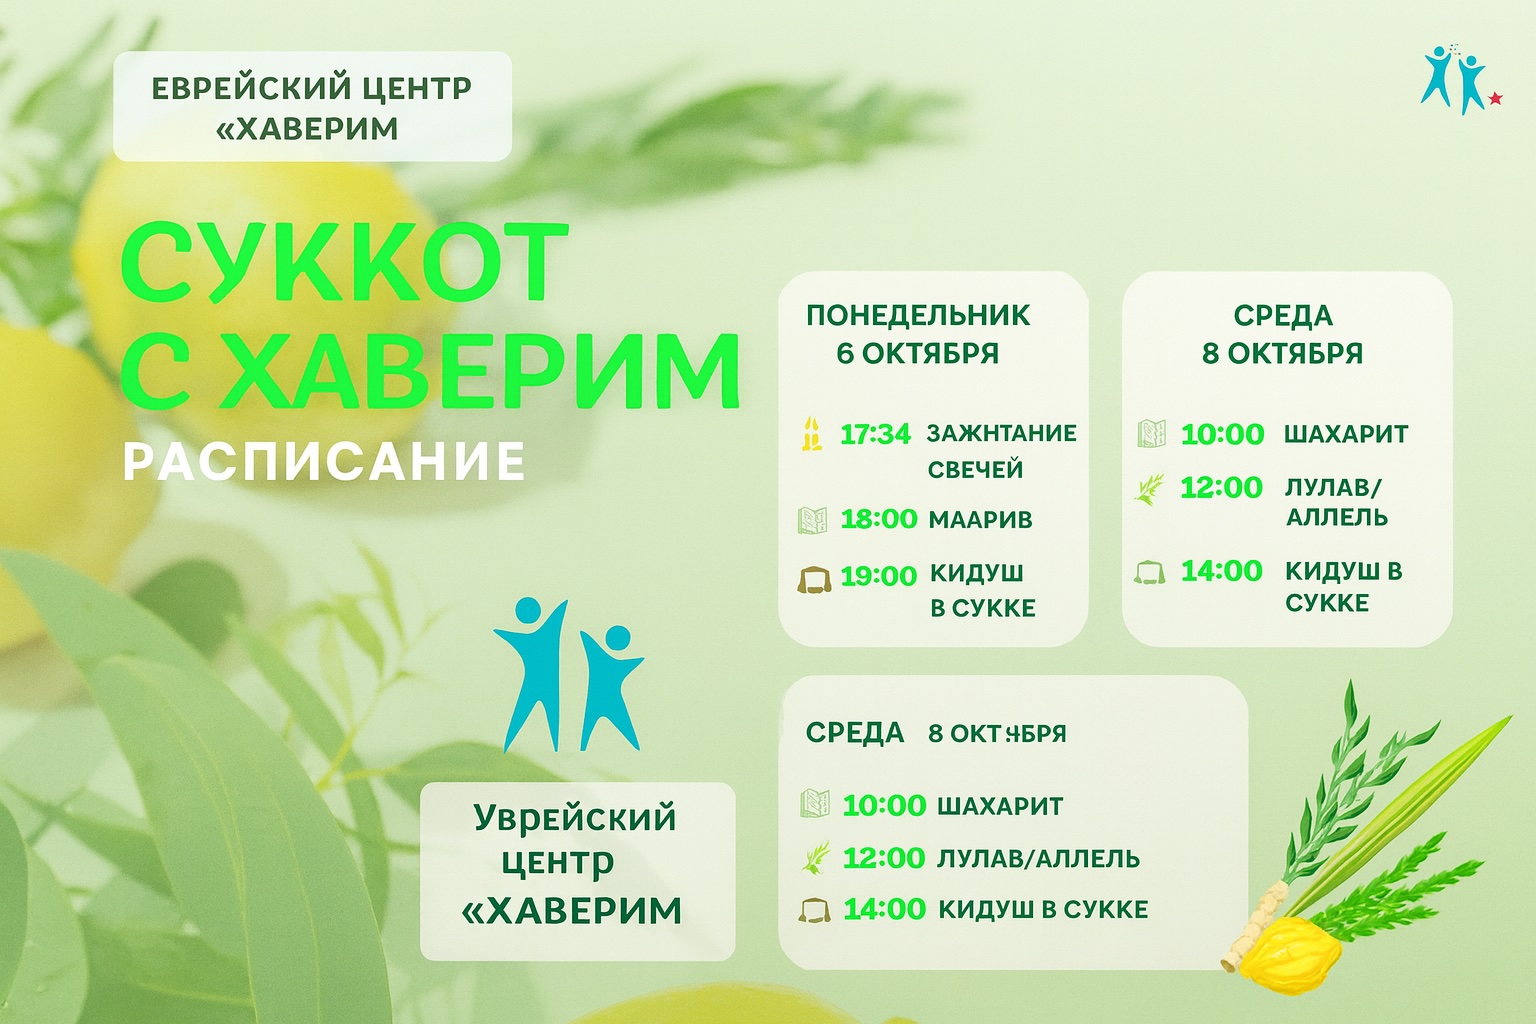 ЕВРЕЙСКИЙ ЦЕНТР
«ХАВЕРИМ
СУККОТ
С ХАВЕРИМ
РАСПИСАНИЕ
ПОНЕДЕЛЬНИК
6 ОКТЯБРЯ
17:34 ЗАЖНТАНИЕ
СВЕЧЕЙ
18:00 МААРИВ
19:00 КИДУШ
В СУККЕ
СРЕДА
8 ОКТЯБРЯ
10:00 ШАХАРИТ
12:00 ЛУЛАВ/
АЛЛЕЛЬ
14:00 КИДУШ В
СУККЕ
Уврейский
центр
«ХАВЕРИМ
СРЕДА 8
10:00 ШАХАРИТ
12:00 ЛУЛАВ/АЛЛЕЛЬ
14:00 КИДУШ В СУККЕ